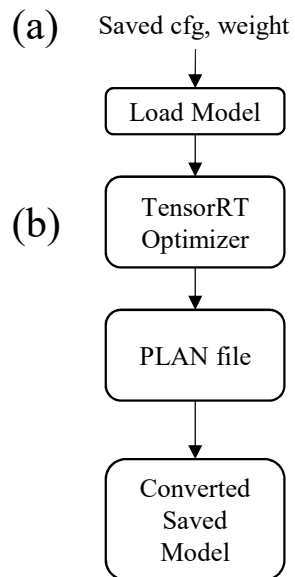 (a) Saved cfg, weight
Load Model
(b)
TensorRT
Optimizer
PLAN file
Converted
Saved
Model